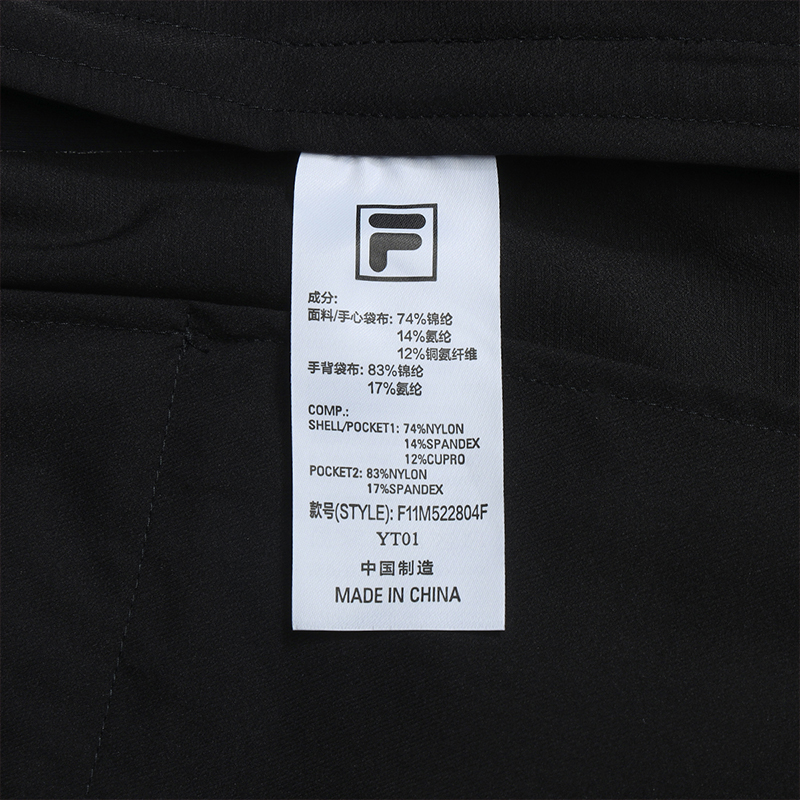 F
成分:
面料/手心袋布: 74%锦纶
14%氨纶
12%铜氨纤维
手背袋布: 83%锦纶
17%氨纶
COMP.:
SHELL/POCKET1: 74%NYLON
14%SPANDEX
12%CUPRO
POCKET2: 83%NYLON
17%SPANDEX
款号(STYLE): F11M522804F
YT01
中国制造
MADE IN CHINA